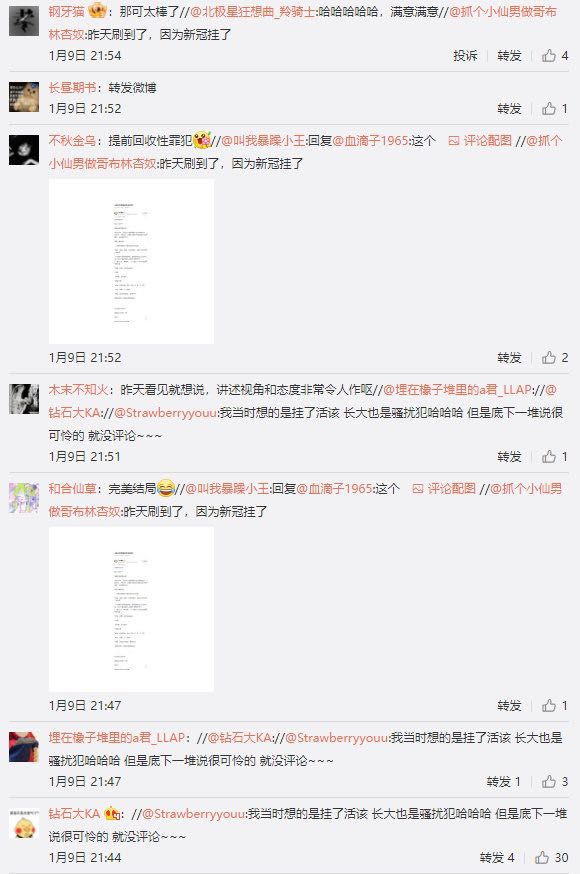 钢牙猫：那可太棒了//@北极星狂想曲_羚骑士:哈哈哈哈哈，满意满意//@抓个小仙男做哥布
林杏奴:昨天刷到了，因为新冠挂了
1月9日 21:54 投诉 转发 4
长昼期书：转发微博
1月9日 21:52 转发 1
不秋金乌：提前回收性罪犯//@叫我暴躁小王:回复@血滴子1965:这个 评论配图 //@抓个
小仙男做哥布林杏奴:昨天刷到了，因为新冠挂了
1月9日 21:52 转发 2
木末不知火：昨天看见就想说，讲述视角和态度非常令人作呕//@埋在橡子堆里的a君_LLAP://@
钻石大KA://@Strawberryyouu:我当时想的是挂了活该 长大也是骚扰犯哈哈哈 但是底下一堆说很
可怜的 就没评论~~~
1月9日 21:51 转发 1
和合仙草：完美结局//@叫我暴躁小王:回复@血滴子1965:这个 评论配图 //@抓个小仙男
做哥布林杏奴:昨天刷到了，因为新冠挂了
1月9日 21:47 转发 1
埋在橡子堆里的a君_LLAP：//@钻石大KA://@Strawberryyouu:我当时想的是挂了活该 长大也是
骚扰犯哈哈哈 但是底下一堆说很可怜的 就没评论~~~
1月9日 21:47 转发 1 3
钻石大KA：//@Strawberryyouu:我当时想的是挂了活该 长大也是骚扰犯哈哈哈 但是底下一堆
说很可怜的 就没评论~~~
1月9日 21:44 转发 4 30